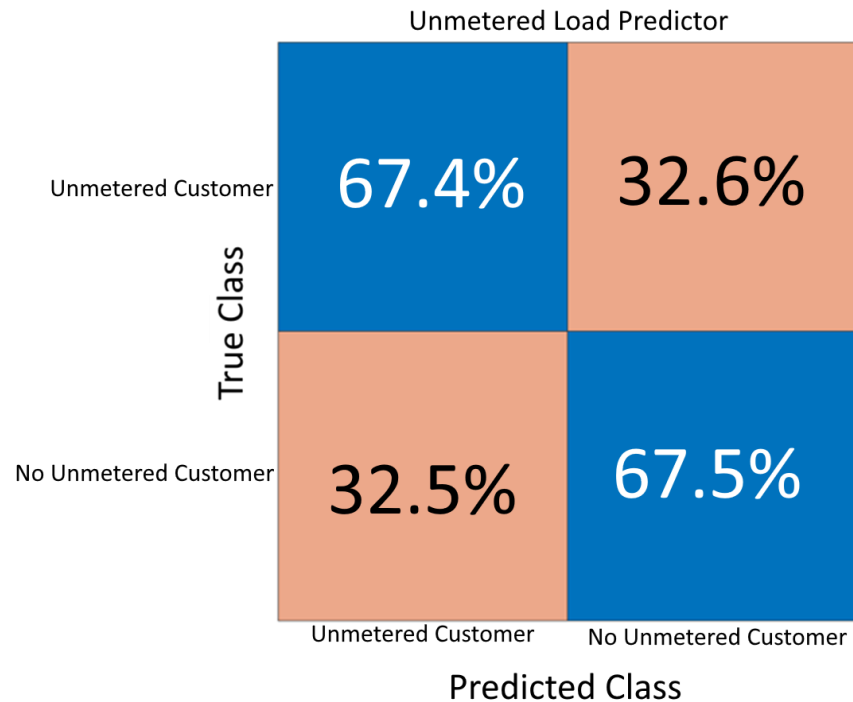 Unmetered Load Predictor
Unmetered Customer
67.4%
32.6%
True Class
No Unmetered Customer
32.5%
67.5%
Unmetered Customer
No Unmetered Customer
Predicted Class